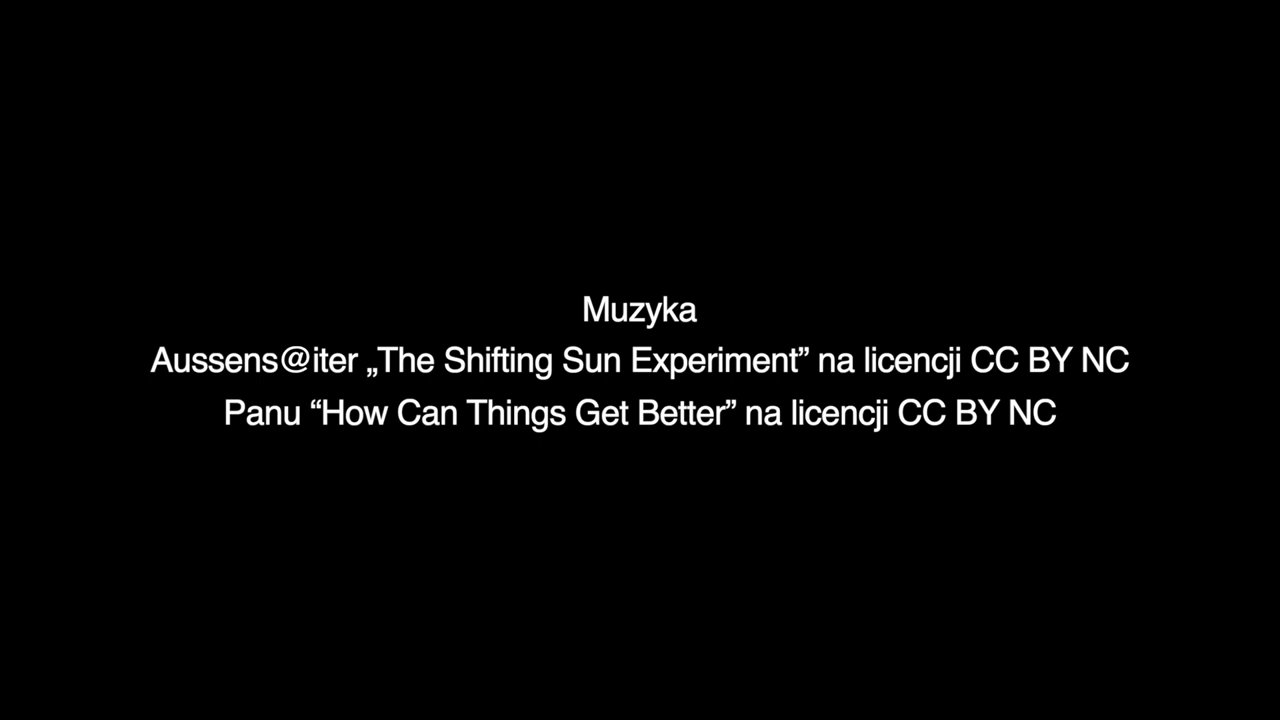 Muzyka
Aussens@iter „The Shifting Sun Experiment” na licencji CC BY NC
Panu “How Can Things Get Better” na licencji CC BY NC